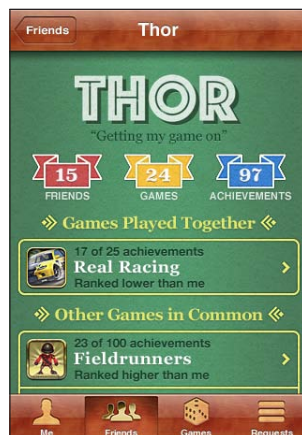 Friends
Thor
THOR
“Getting my game on”
15 24 97
FRIENDS GAMES ACHIEVEMENTS
Games Played Together
17 of 25 achievements
Real Racing
Ranked lower than me
Other Games in Common
23 of 100 achievements
Fieldrunners
Ranked higher than me
Me Friends Games Requests